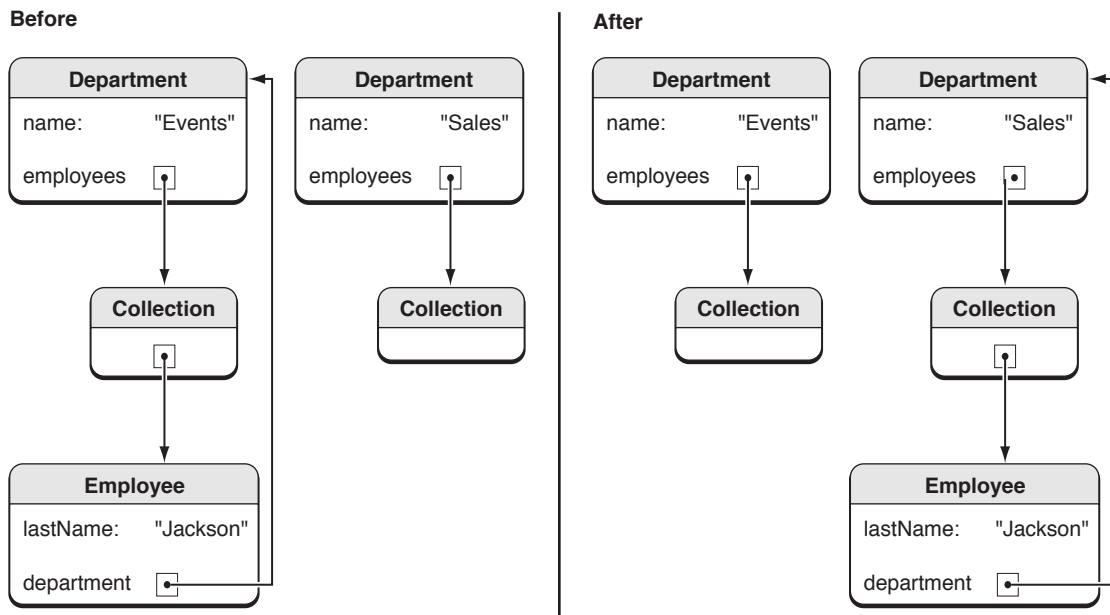 Before
Department
name: "Events"
employees
Department
name: "Sales"
employees
Collection
Collection
Employee
lastName: "Jackson"
department
After
Department
name: "Events"
employees
Department
name: "Sales"
employees
Collection
Collection
Employee
lastName: "Jackson"
department